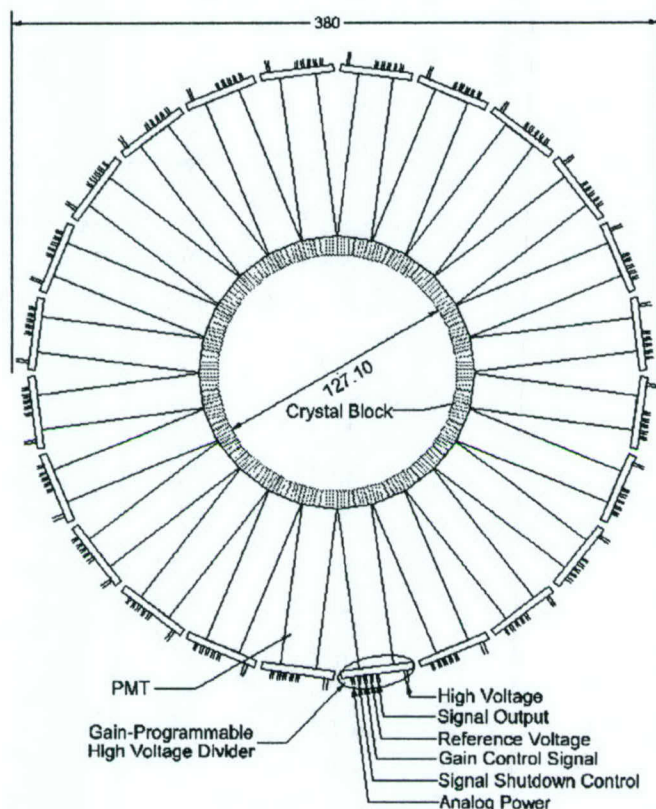 380
127.10
Crystal Block
PMT
Gain-Programmable
High Voltage Divider
High Voltage
Signal Output
Reference Voltage
Gain Control Signal
Signal Shutdown Control
Analog Power